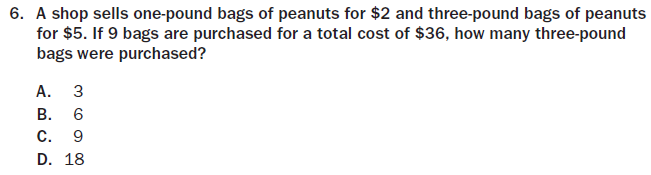 6. A shop sells one-pound bags of peanuts for $2 and three-pound bags of peanuts
for $5. If 9 bags are purchased for a total cost of $36, how many three-pound
bags were purchased?
A. 3
B. 6
C. 9
D. 18